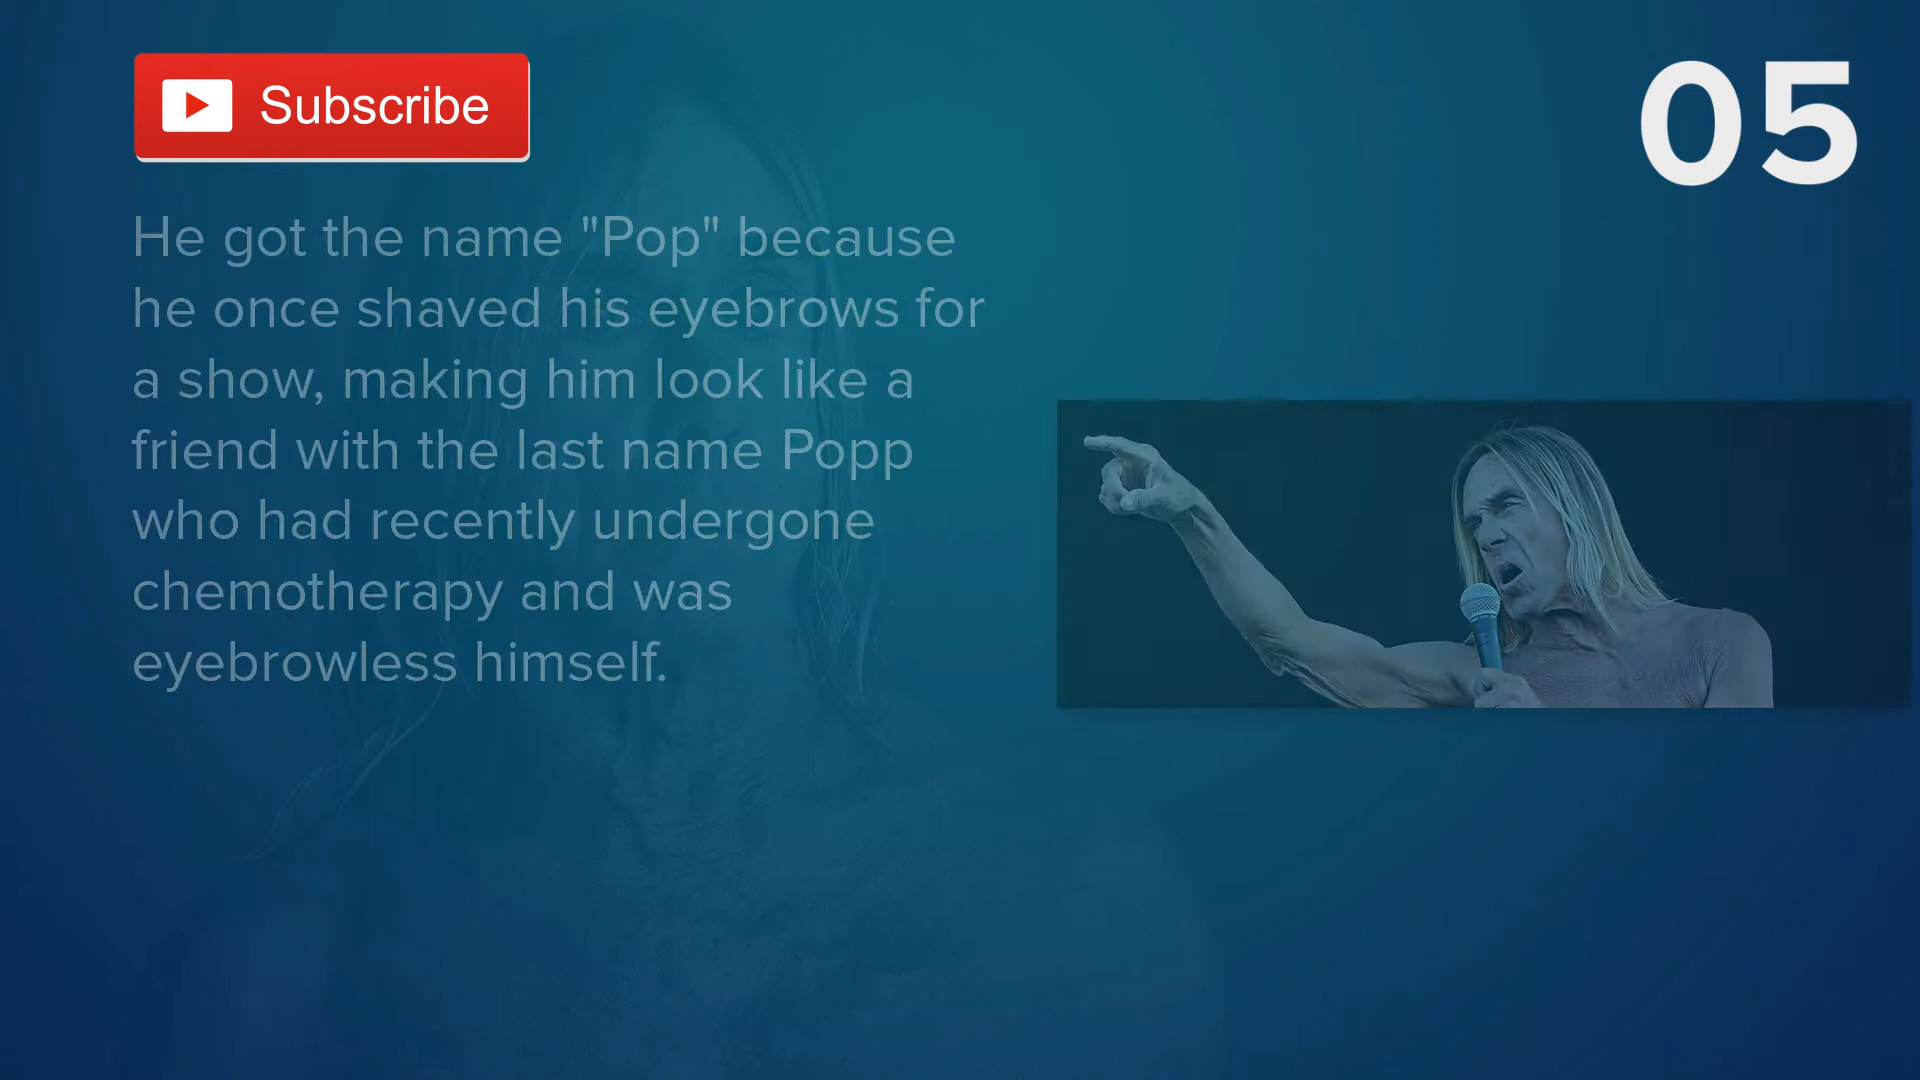 Subscribe
05
He got the name "Pop" because
he once shaved his eyebrows for
a show, making him look like a
friend with the last name Popp
who had recently undergone
chemotherapy and was
eyebrowless himself.